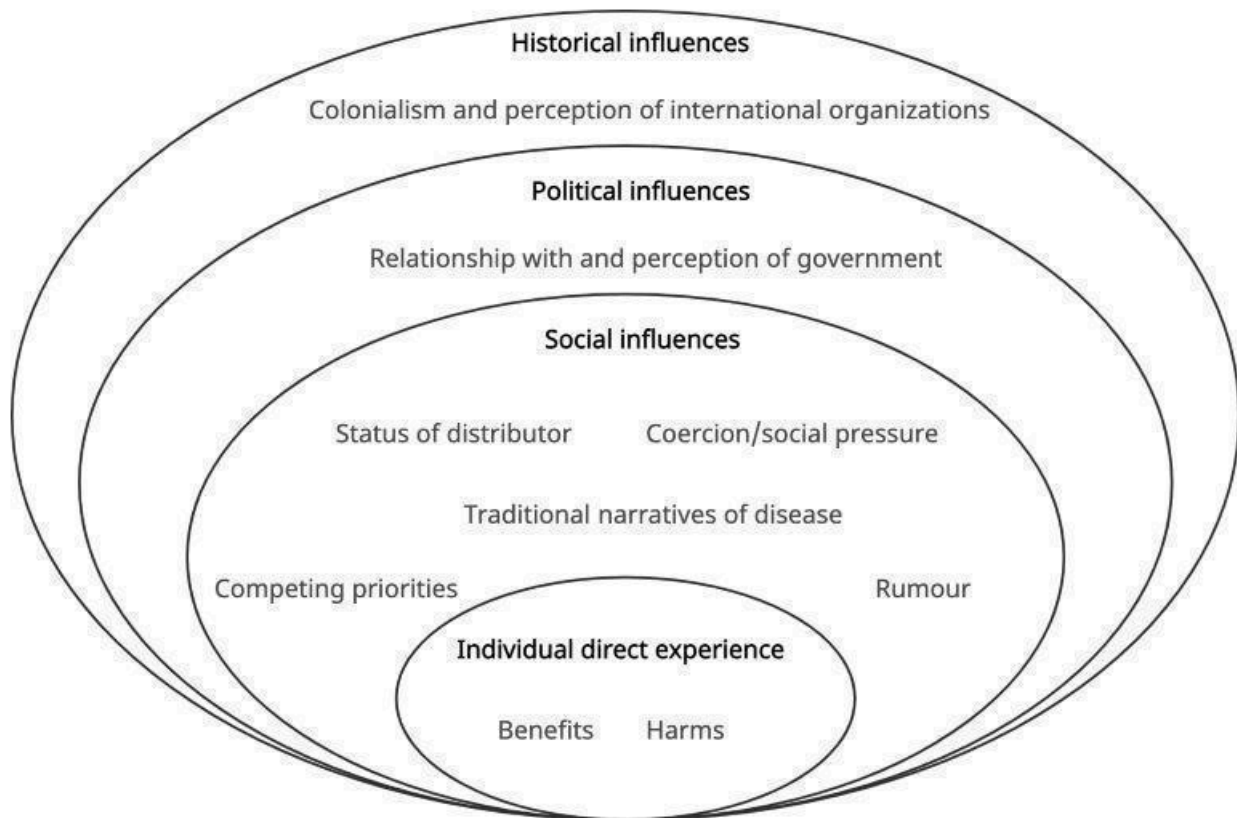 Historical influences
Colonialism and perception of international organizations
Political influences
Relationship with and perception of government
Social influences
Status of distributor
Coercion/social pressure
Traditional narratives of disease
Competing priorities
Rumour
Individual direct experience
Benefits
Harms